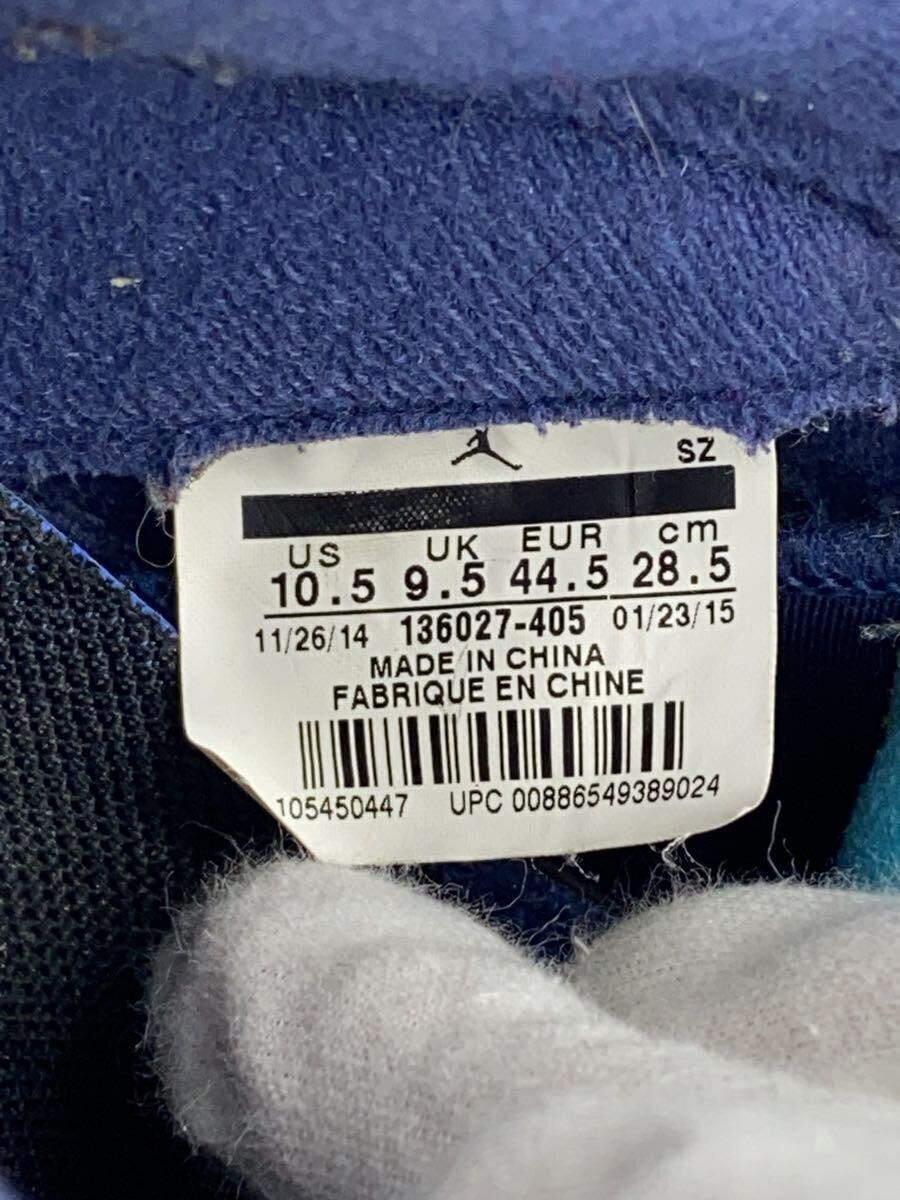 SZ
US UK EUR cm
10.5 9.5 44.5 28.5
11/26/14 136027-405 01/23/15
MADE IN CHINA
FABRIQUE EN CHINE
105450447 UPC 00886549389024